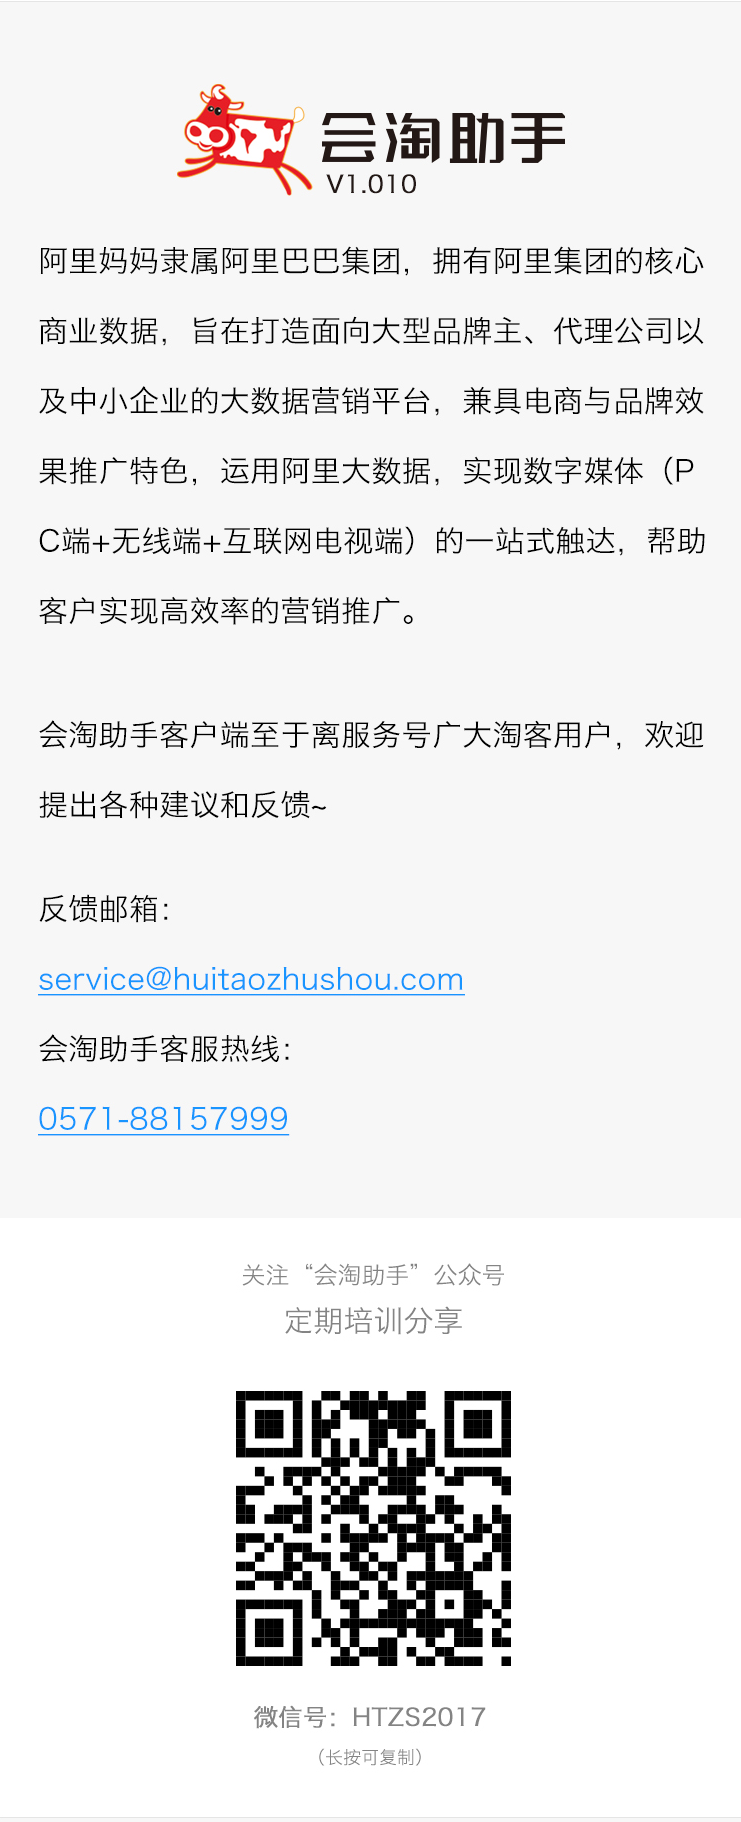 会淘助手
V1.010
阿里妈妈隶属阿里巴巴集团，拥有阿里集团的核心
商业数据，旨在打造面向大型品牌主、代理公司以
及中小企业的大数据营销平台，兼具电商与品牌效
果推广特色，运用阿里大数据，实现数字媒体（P
C端+无线端+互联网电视端）的一站式触达，帮助
客户实现高效率的营销推广。
会淘助手客户端至于离服务号广大淘客用户，欢迎
提出各种建议和反馈~
反馈邮箱：
service@huitaozhushou.com
会淘助手客服热线：
0571-88157999
关注“会淘助手”公众号
定期培训分享
微信号：HTZS2017
（长按可复制）